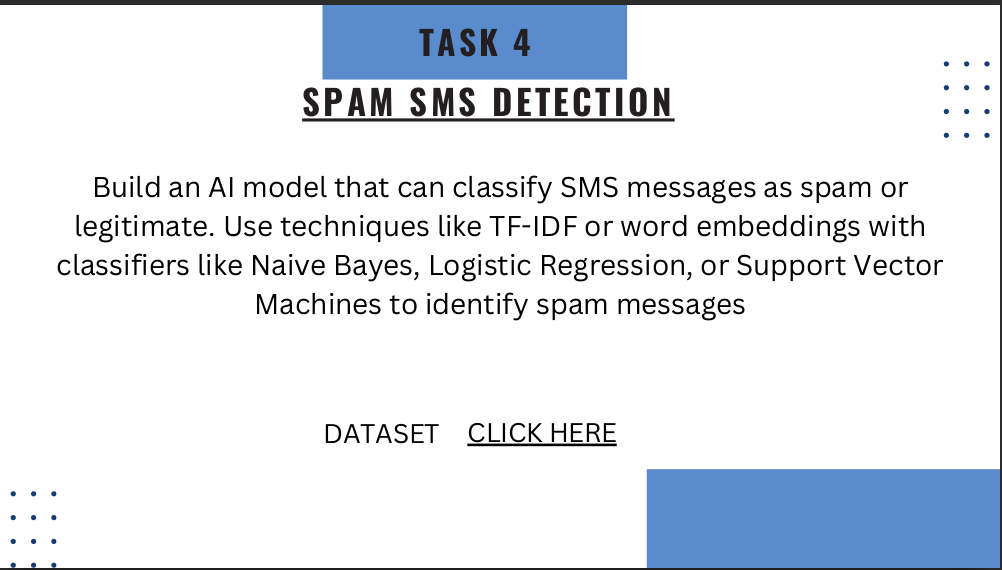 TASK 4
SPAM SMS DETECTION
Build an AI model that can classify SMS messages as spam or
legitimate. Use techniques like TF-IDF or word embeddings with
classifiers like Naive Bayes, Logistic Regression, or Support Vector
Machines to identify spam messages
DATASET CLICK HERE